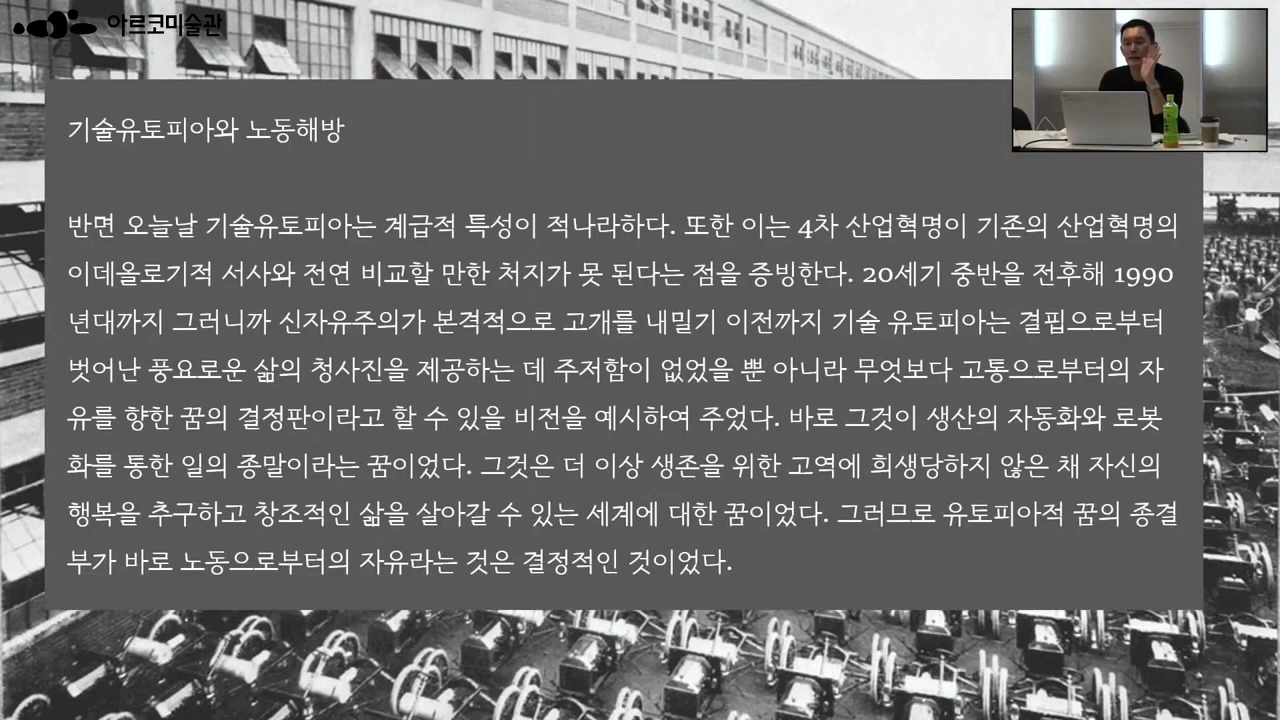 아르코미술관
기술유토피아와 노동해방
반면 오늘날 기술유토피아는 계급적 특성이 적나라하다. 또한 이는 4차 산업혁명이 기존의 산업혁명의
이데올로기적 서사와 전연 비교할 만한 처지가 못 된다는 점을 증빙한다. 20세기 중반을 전후해 1990
년대까지 그러니까 신자유주의가 본격적으로 고개를 내밀기 이전까지 기술 유토피아는 결핍으로부터
벗어난 풍요로운 삶의 청사진을 제공하는 데 주저함이 없었을 뿐 아니라 무엇보다 고통으로부터의 자
유를 향한 꿈의 결정판이라고 할 수 있을 비전을 예시하여 주었다. 바로 그것이 생산의 자동화와 로봇
화를 통한 일의 종말이라는 꿈이었다. 그것은 더 이상 생존을 위한 고역에 희생당하지 않은 채 자신의
행복을 추구하고 창조적인 삶을 살아갈 수 있는 세계에 대한 꿈이었다. 그러므로 유토피아적 꿈의 종결
부가 바로 노동으로부터의 자유라는 것은 결정적인 것이었다.